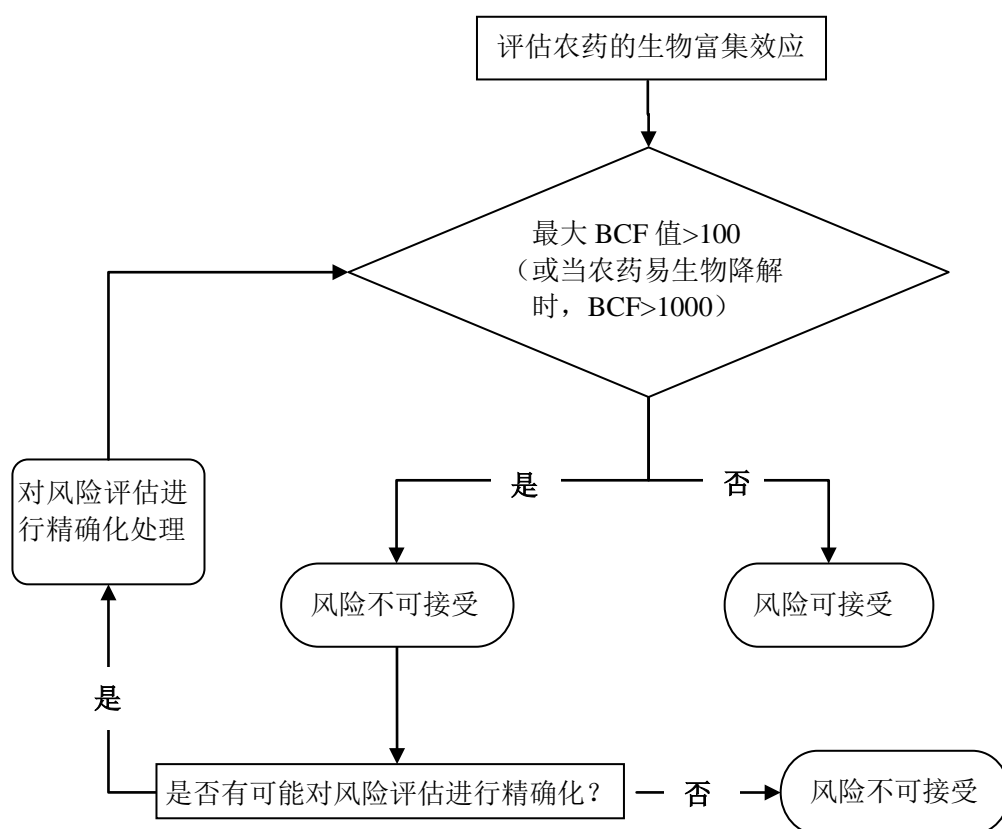 评估农药的生物富集效应
最大 BCF 值>100
（或当农药易生物降解
时，BCF>1000）
对风险评估进
行精确化处理
是
否
风险不可接受
风险可接受
是
是否有可能对风险评估进行精确化？
否
风险不可接受